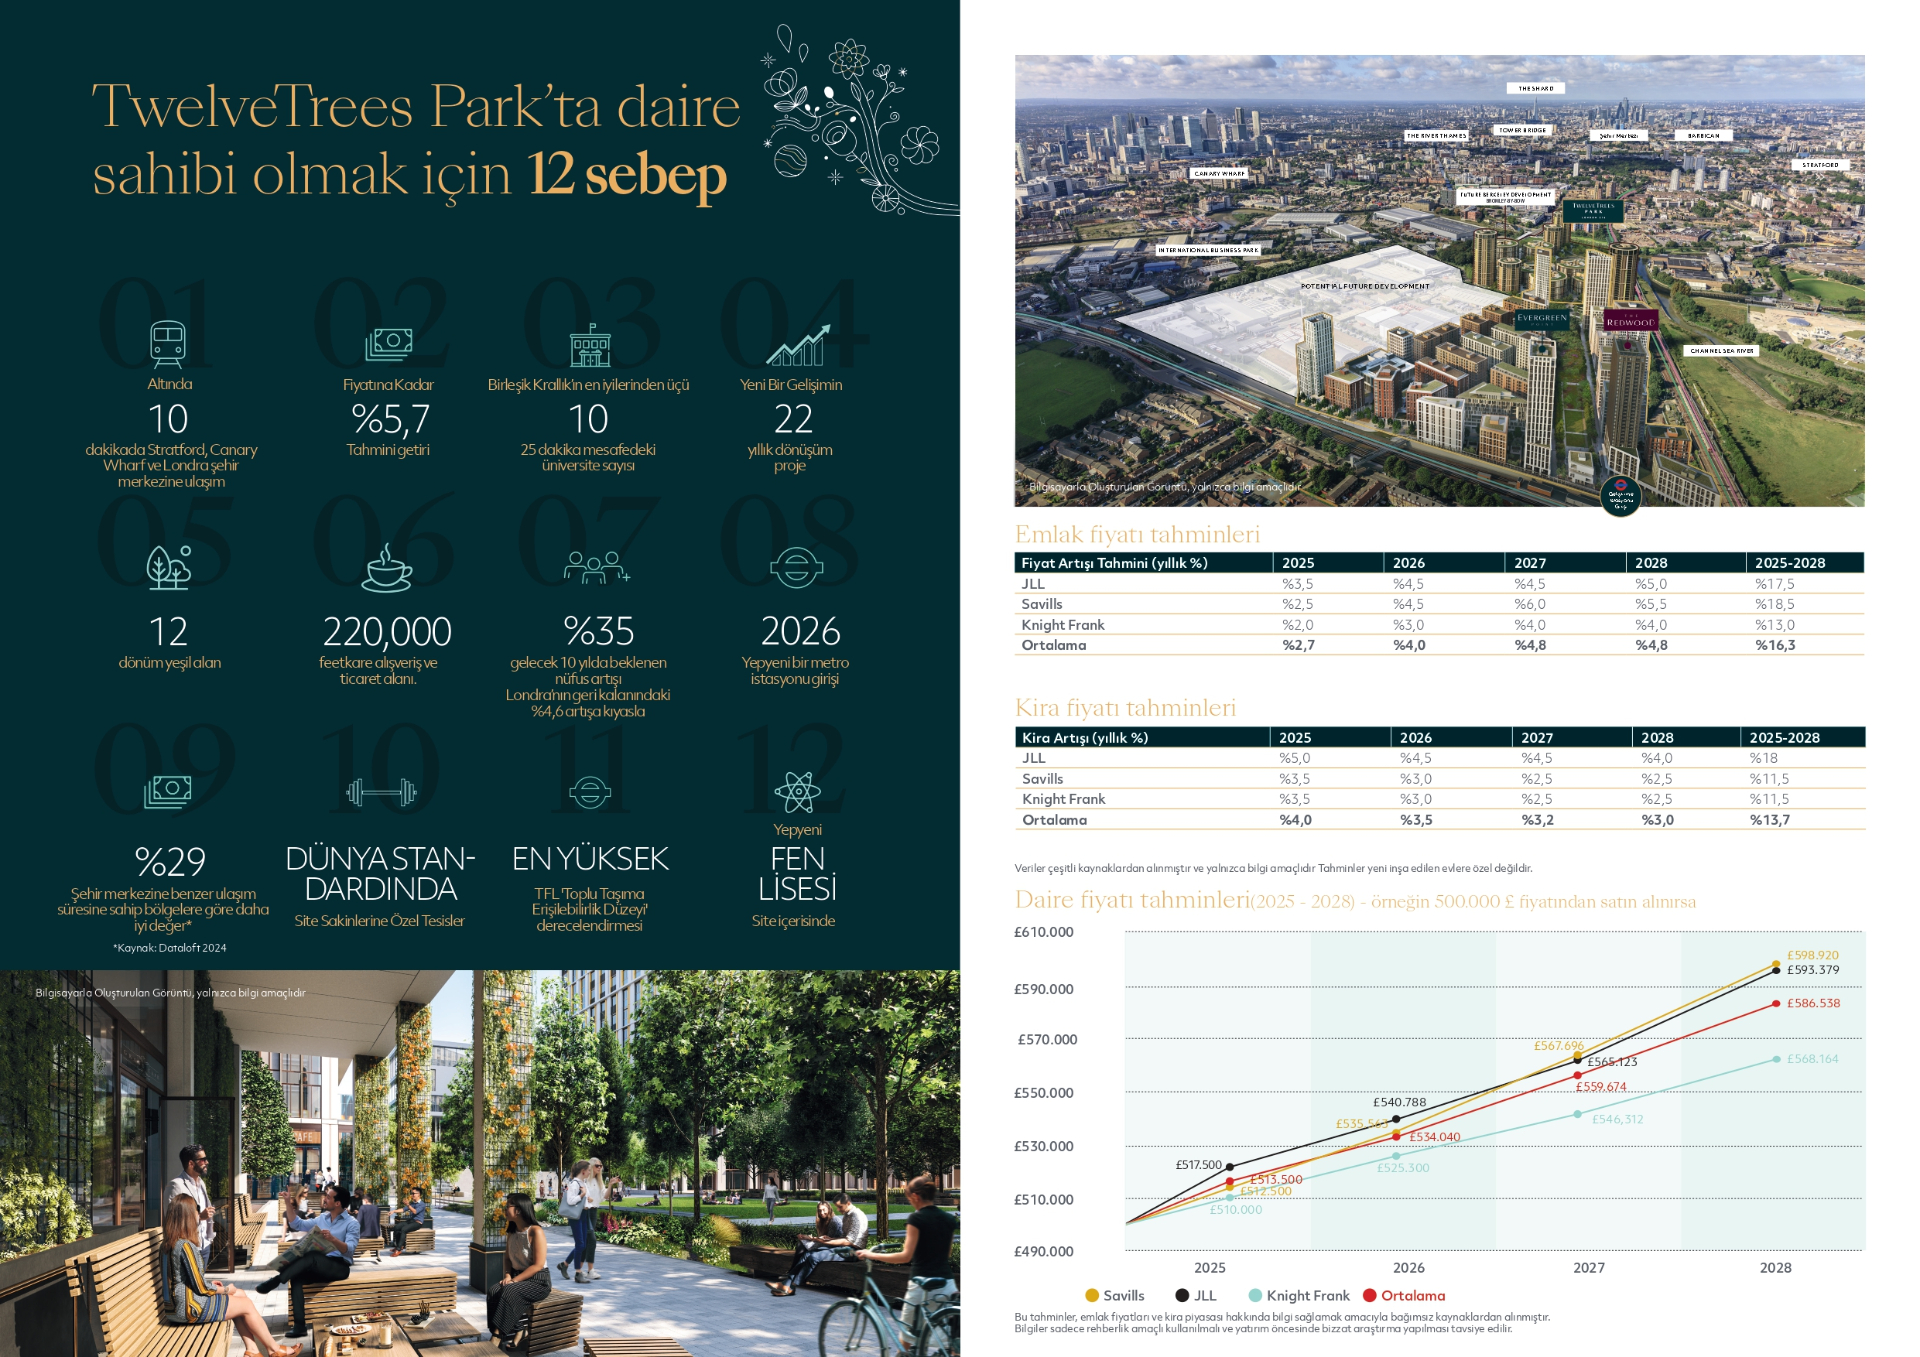 TwelveTrees Park’ta daire
sahibi olmak için 12 sebep
01
Altında
10
dakikada Stratford, Canary
Wharf ve Londra şehir
merkezine ulaşım
02
Fiyatına Kadar
%5,7
Tahmini getiri
03
Birleşik Krallık'ın en iyilerinden üçü
10
25 dakika mesafedeki
üniversite sayısı
04
Yeni Bir Gelişimin
22
yıllık dönüşüm
proje
05
12
dönüm yeşil alan
06
220,000
feetkare alışveriş ve
ticaret alanı.
07
%35
gelecek 10 yılda beklenen
nüfus artışı
Londra'nın geri kalanındaki
%4,6 artışa kıyasla
08
2026
Yepyeni bir metro
istasyonu girişi
09
%29
Şehir merkezine benzer ulaşım
süresine sahip bölgelere göre daha
iyi değer*
*Kaynak: Dataloft 2024
10
DÜNYA STAN-
DARDINDA
Site Sakinlerine Özel Tesisler
11
EN YÜKSEK
TFL 'Toplu Taşıma
Erişilebilirlik Düzeyi'
derecelendirmesi
12
Yepyeni
FEN
LİSESİ
Site içerisinde
Bilgisayarla Oluşturulan Görüntü, yalnızca bilgi amaçlıdır
THE SHARD
THE RIVER THAMES
TOWER BRIDGE
Şehir Merkezi
BARBICAN
STRATFORD
CANARY WHARF
FUTURE BERKELEY DEVELOPMENT
BROMLEY-BY-BOW
TWELVETREES
PARK
INTERNATIONAL BUSINESS PARK
POTENTIAL FUTURE DEVELOPMENT
EVERGREEN
POINT
THE
REDWOOD
CHANNELSEA RIVER
Bilgisayarla Oluşturulan Görüntü, yalnızca bilgi amaçlıdır
Emlak fiyatı tahminleri
Fiyat Artışı Tahmini (yıllık %) 2025 2026 2027 2028 2025-2028
JLL %3,5 %4,5 %4,5 %5,0 %17,5
Savills %2,5 %4,5 %6,0 %5,5 %18,5
Knight Frank %2,0 %3,0 %4,0 %4,0 %13,0
Ortalama %2,7 %4,0 %4,8 %4,8 %16,3
Kira fiyatı tahminleri
Kira Artışı (yıllık %) 2025 2026 2027 2028 2025-2028
JLL %5,0 %4,5 %4,5 %4,0 %18
Savills %3,5 %3,0 %2,5 %2,5 %11,5
Knight Frank %3,5 %3,0 %2,5 %2,5 %11,5
Ortalama %4,0 %3,5 %3,2 %3,0 %13,7
Veriler çeşitli kaynaklardan alınmıştır ve yalnızca bilgi amaçlıdır Tahminler yeni inşa edilen evlere özel değildir.
Daire fiyatı tahminleri(2025 - 2028) - örneğin 500.000 £ fiyatından satın alınırsa
£610.000
£590.000
£570.000
£550.000
£530.000
£510.000
£490.000
£598.920
£593.379
£586.538
£568.164
£567.696
£565.123
£559.674
£546,312
£540.788
£535.563
£534.040
£525.300
£517.500
£513.500
£512.500
£510.000
2025 2026 2027 2028
Savills JLL Knight Frank Ortalama
Bu tahminler, emlak fiyatları ve kira piyasası hakkında bilgi sağlamak amacıyla bağımsız kaynaklardan alınmıştır.
Bilgiler sadece rehberlik amaçlı kullanılmalı ve yatırım öncesinde bizzat araştırma yapılması tavsiye edilir.